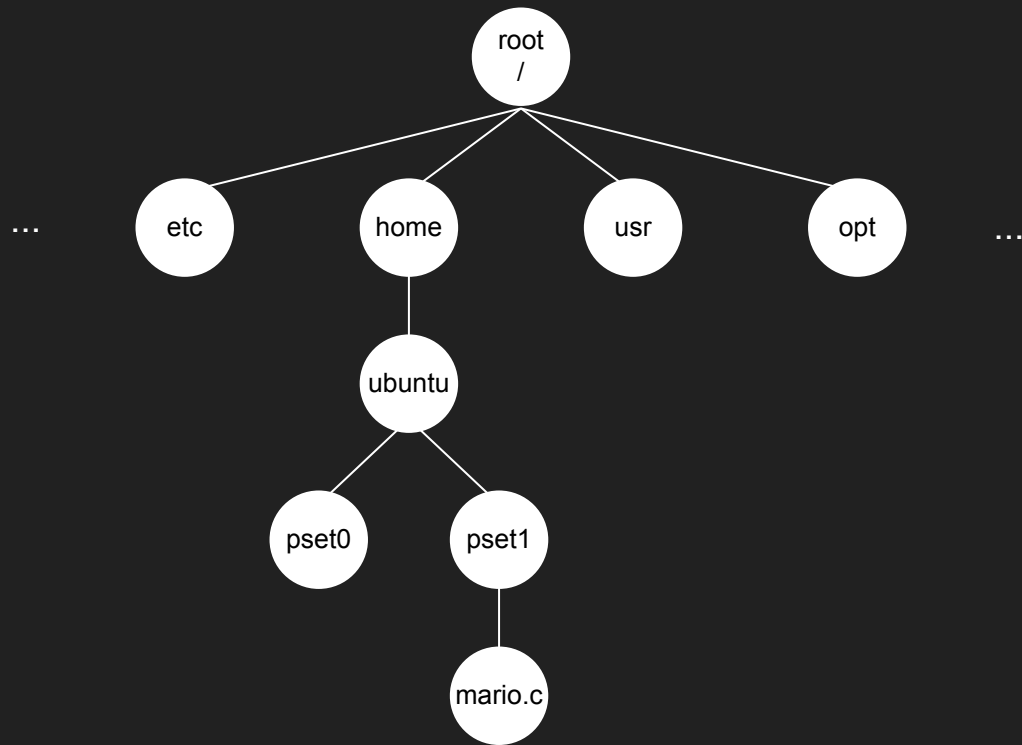 root
/
... etc home usr opt ...
ubuntu
pset0 pset1
mario.c